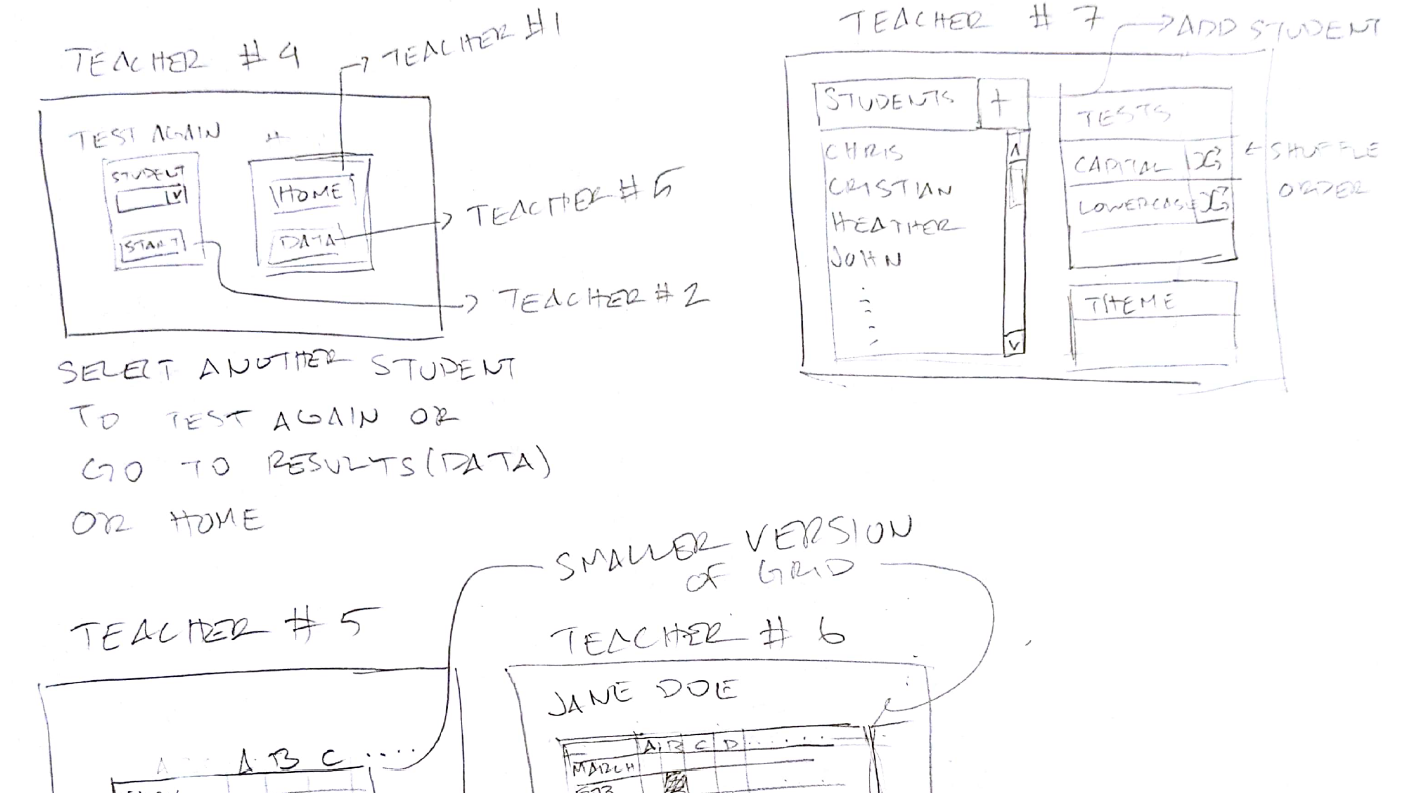 TEACHER # 4
TEACHER #1
TEST AGAIN
STUDENT
V
START
HOME
DATA
TEACHER # 5
TEACHER # 2
SELECT ANOTHER STUDENT
TO TEST AGAIN OR
GO TO RESULTS (DATA)
OR HOME
TEACHER # 7
ADD STUDENT
STUDENTS +
CHRIS
CRISTIAN
HEATHER
JOHN
TESTS
CAPITAL
LOWERCASE
SHUFFLE
ORDER
THEME
SMALLER VERSION
OF GRID
TEACHER # 5
A B C ....
TEACHER # 6
JANE DOE
A B C D ......
MARCH